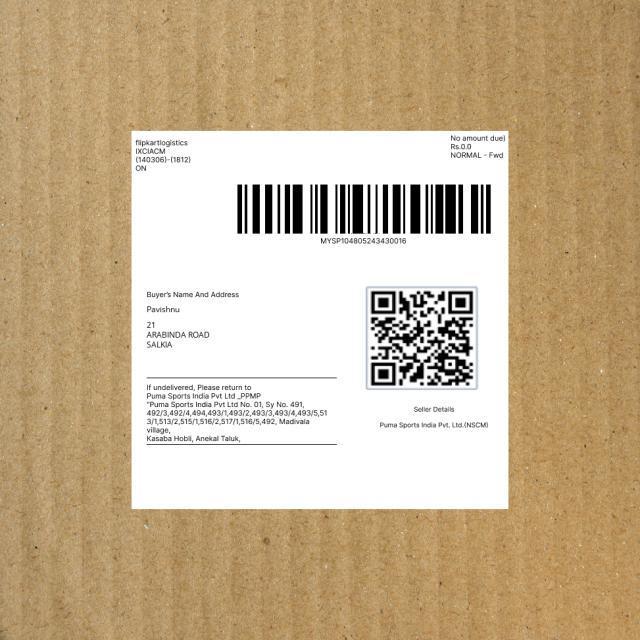 flipkartlogistics
IXCIACM
(140306)-(1812)
ON
No amount due)
Rs.0.0
NORMAL - Fwd
MYSP104805243430016
Buyer's Name And Address
Pavishnu
21
ARABINDA ROAD
SALKIA
If undelivered, Please return to
Puma Sports India Pvt Ltd _PPMP
"Puma Sports India Pvt Ltd No. 01, Sy No. 491,
492/3,492/4,494,493/1,493/2,493/3,493/4,493/5,51
3/1,513/2,515/1,516/2,517/1,516/5,492, Madivala
village,
Kasaba Hobli, Anekal Taluk,
Seller Details
Puma Sports India Pvt. Ltd.(NSCM)